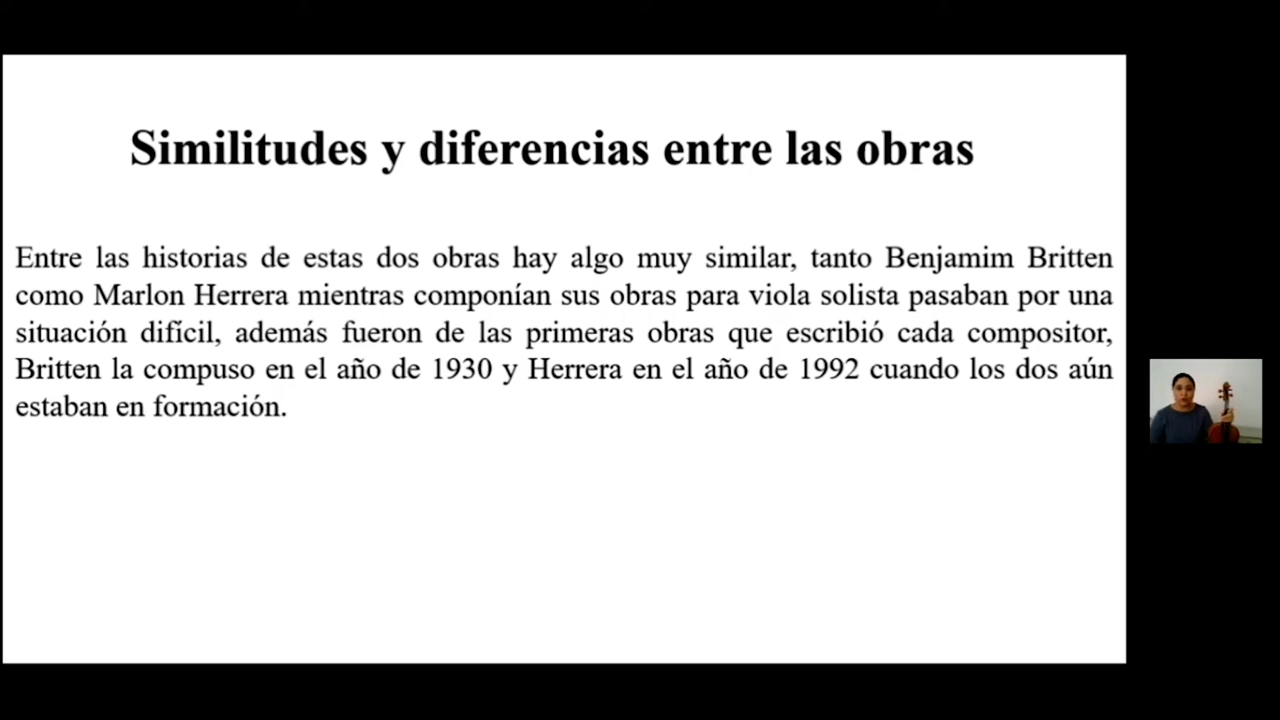 Similitudes y diferencias entre las obras
Entre las historias de estas dos obras hay algo muy similar, tanto Benjamim Britten
como Marlon Herrera mientras componían sus obras para viola solista pasaban por una
situación difícil, además fueron de las primeras obras que escribió cada compositor,
Britten la compuso en el año de 1930 y Herrera en el año de 1992 cuando los dos aún
estaban en formación.